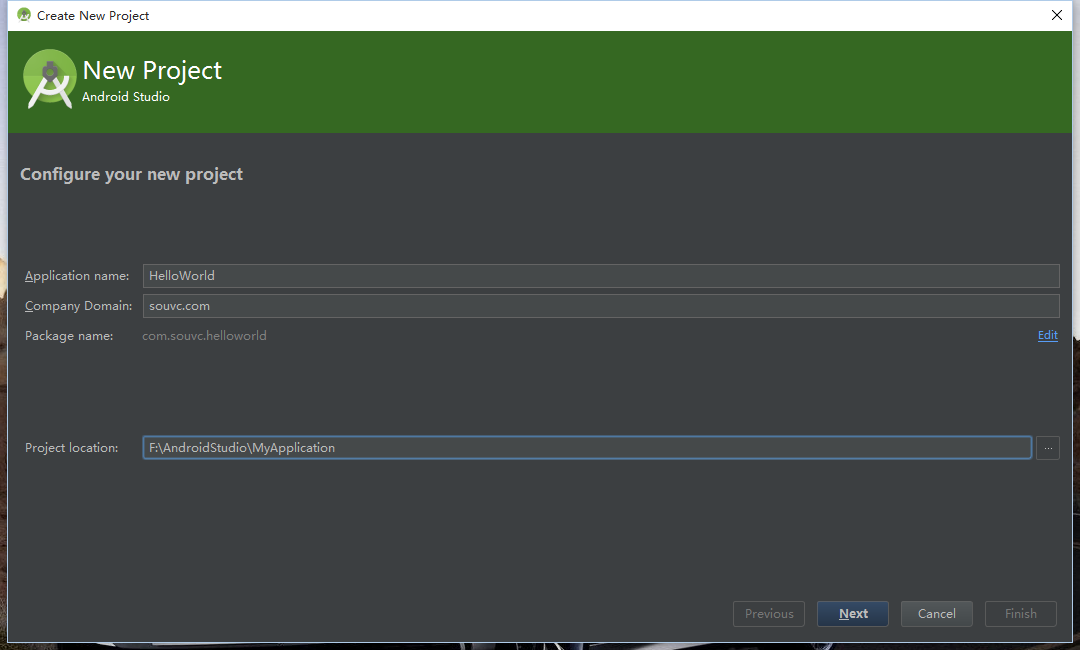 Create New Project
New Project
Android Studio
Configure your new project
Application name: HelloWorld
Company Domain: souvc.com
Package name: com.souvc.helloworld Edit
Project location: F:\AndroidStudio\MyApplication ...
Previous Next Cancel Finish